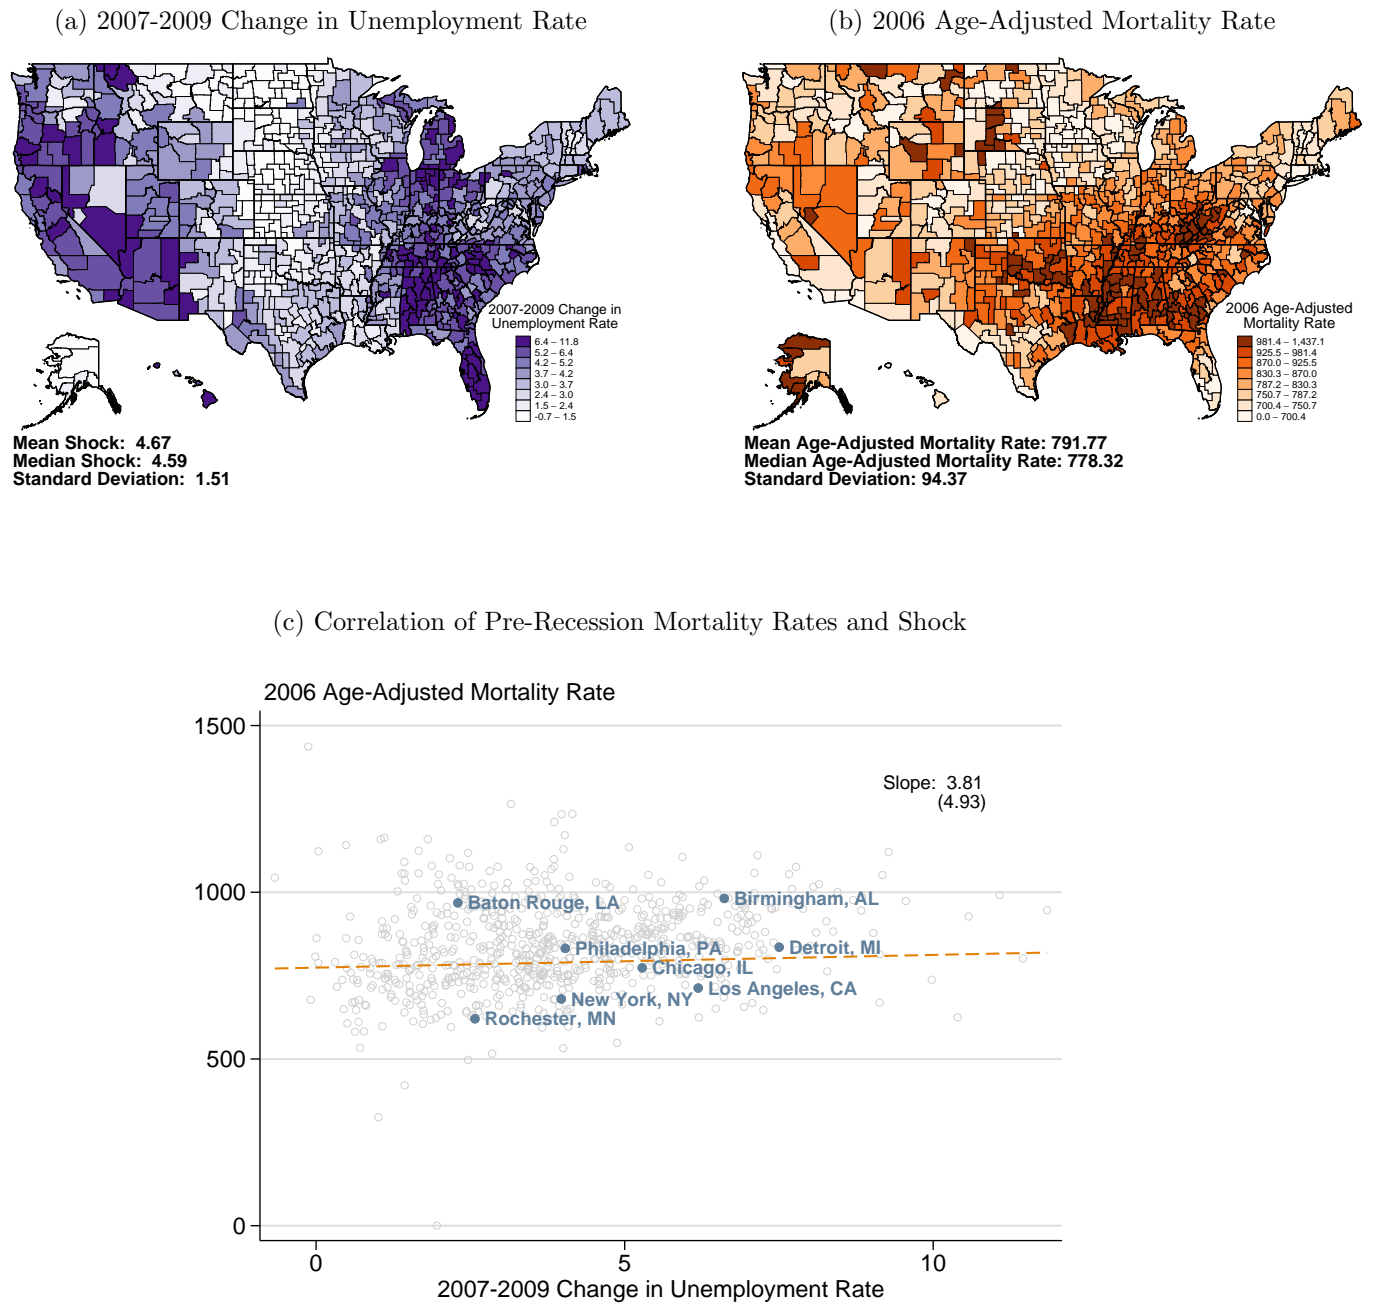 (a) 2007-2009 Change in Unemployment Rate
2007-2009 Change in
Unemployment Rate
6.4 – 11.8
5.2 – 6.4
4.2 – 5.2
3.7 – 4.2
3.0 – 3.7
2.4 – 3.0
1.5 – 2.4
-0.7 – 1.5
Mean Shock: 4.67
Median Shock: 4.59
Standard Deviation: 1.51
(b) 2006 Age-Adjusted Mortality Rate
2006 Age-Adjusted
Mortality Rate
981.4 – 1,437.1
925.5 – 981.4
870.0 – 925.5
830.3 – 870.0
787.2 – 830.3
750.7 – 787.2
700.4 – 750.7
0.0 – 700.4
Mean Age-Adjusted Mortality Rate: 791.77
Median Age-Adjusted Mortality Rate: 778.32
Standard Deviation: 94.37
(c) Correlation of Pre-Recession Mortality Rates and Shock
2006 Age-Adjusted Mortality Rate
1500
Slope: 3.81
(4.93)
1000
Baton Rouge, LA
Birmingham, AL
Philadelphia, PA
Detroit, MI
Chicago, IL
Los Angeles, CA
New York, NY
Rochester, MN
500
0
0 5 10
2007-2009 Change in Unemployment Rate